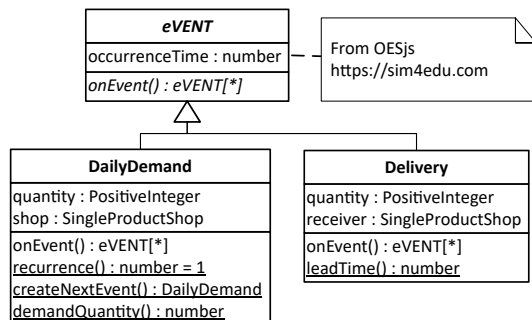 eVENT
occurrenceTime : number
onEvent() : eVENT[*]
From OESjs
https://sim4edu.com
DailyDemand
quantity : PositiveInteger
shop : SingleProductShop
onEvent() : eVENT[*]
recurrence() : number = 1
createNextEvent() : DailyDemand
demandQuantity() : number
Delivery
quantity : PositiveInteger
receiver : SingleProductShop
onEvent() : eVENT[*]
leadTime() : number